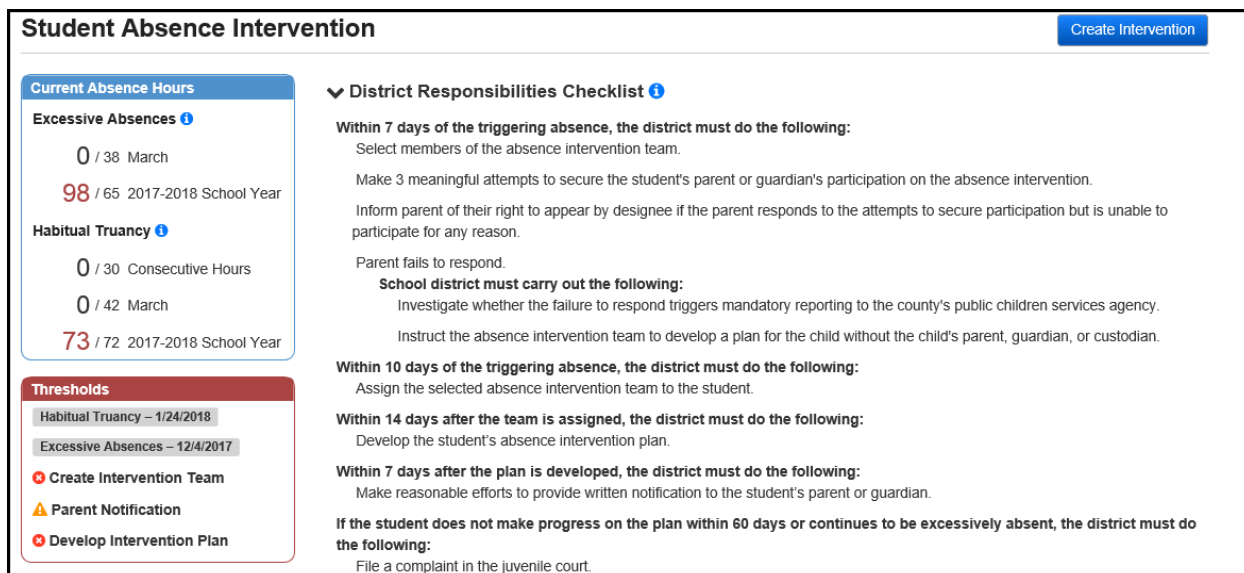 Student Absence Intervention
Create Intervention
Current Absence Hours
Excessive Absences
0 / 38 March
98 / 65 2017-2018 School Year
Habitual Truancy
0 / 30 Consecutive Hours
0 / 42 March
73 / 72 2017-2018 School Year
Thresholds
Habitual Truancy – 1/24/2018
Excessive Absences – 12/4/2017
Create Intervention Team
Parent Notification
Develop Intervention Plan
District Responsibilities Checklist
Within 7 days of the triggering absence, the district must do the following:
Select members of the absence intervention team.
Make 3 meaningful attempts to secure the student's parent or guardian's participation on the absence intervention.
Inform parent of their right to appear by designee if the parent responds to the attempts to secure participation but is unable to
participate for any reason.
Parent fails to respond.
School district must carry out the following:
Investigate whether the failure to respond triggers mandatory reporting to the county's public children services agency.
Instruct the absence intervention team to develop a plan for the child without the child's parent, guardian, or custodian.
Within 10 days of the triggering absence, the district must do the following:
Assign the selected absence intervention team to the student.
Within 14 days after the team is assigned, the district must do the following:
Develop the student's absence intervention plan.
Within 7 days after the plan is developed, the district must do the following:
Make reasonable efforts to provide written notification to the student's parent or guardian.
If the student does not make progress on the plan within 60 days or continues to be excessively absent, the district must do
the following:
File a complaint in the juvenile court.